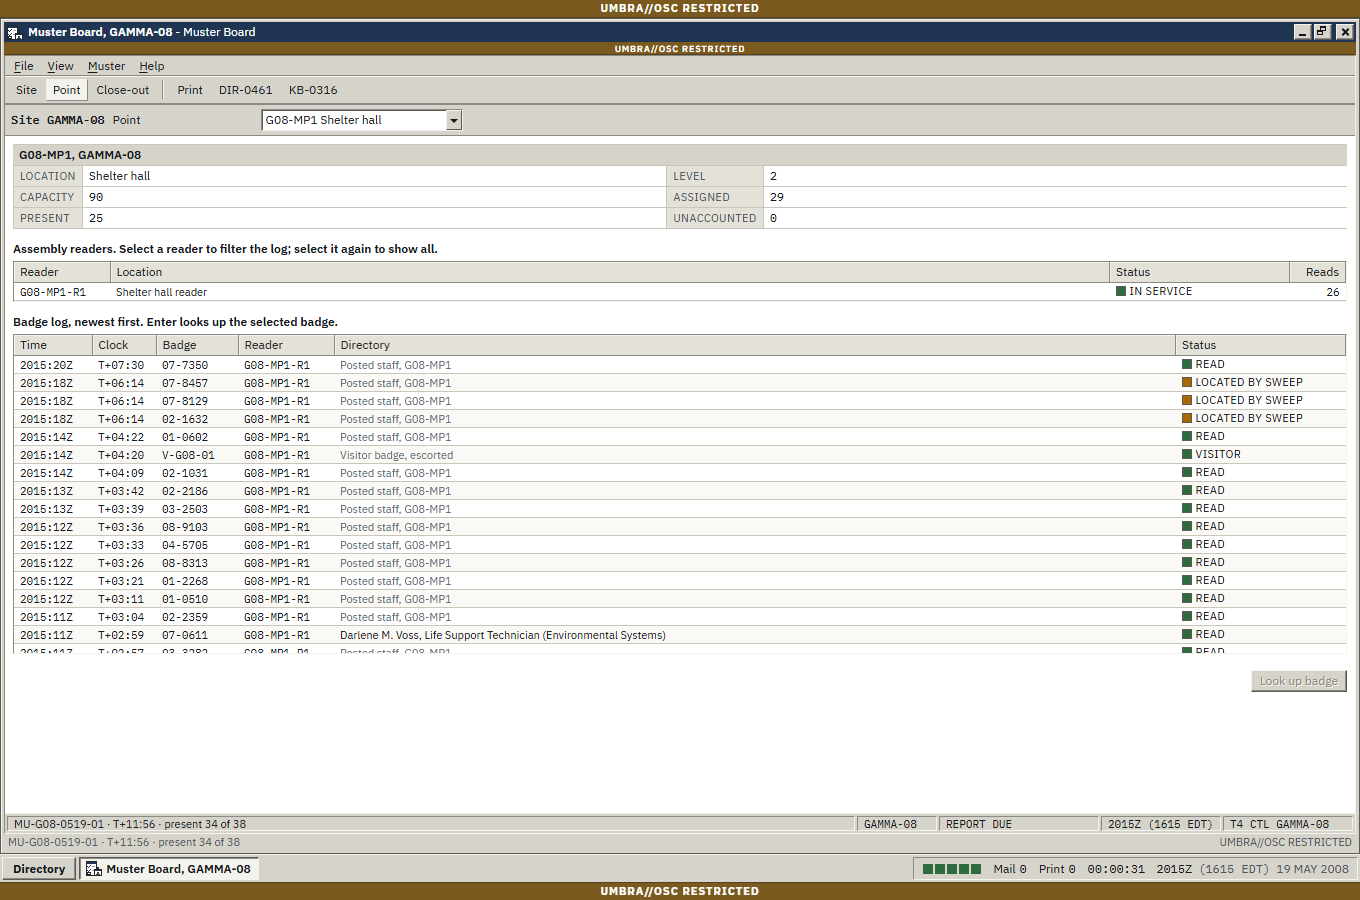 UMBRA//OSC RESTRICTED
Muster Board, GAMMA-08 - Muster Board
UMBRA//OSC RESTRICTED
File View Muster Help
Site Point Close-out Print DIR-0461 KB-0316
Site GAMMA-08 Point G08-MP1 Shelter hall
G08-MP1, GAMMA-08
LOCATION Shelter hall LEVEL 2
CAPACITY 90 ASSIGNED 29
PRESENT 25 UNACCOUNTED 0
Assembly readers. Select a reader to filter the log; select it again to show all.
Reader Location Status Reads
G08-MP1-R1 Shelter hall reader IN SERVICE 26
Badge log, newest first. Enter looks up the selected badge.
Time Clock Badge Reader Directory Status
2015:20Z T+07:30 07-7350 G08-MP1-R1 Posted staff, G08-MP1 READ
2015:18Z T+06:14 07-8457 G08-MP1-R1 Posted staff, G08-MP1 LOCATED BY SWEEP
2015:18Z T+06:14 07-8129 G08-MP1-R1 Posted staff, G08-MP1 LOCATED BY SWEEP
2015:18Z T+06:14 02-1632 G08-MP1-R1 Posted staff, G08-MP1 LOCATED BY SWEEP
2015:14Z T+04:22 01-0602 G08-MP1-R1 Posted staff, G08-MP1 READ
2015:14Z T+04:20 V-G08-01 G08-MP1-R1 Visitor badge, escorted VISITOR
2015:14Z T+04:09 02-1031 G08-MP1-R1 Posted staff, G08-MP1 READ
2015:13Z T+03:42 02-2186 G08-MP1-R1 Posted staff, G08-MP1 READ
2015:13Z T+03:39 03-2503 G08-MP1-R1 Posted staff, G08-MP1 READ
2015:12Z T+03:36 08-9103 G08-MP1-R1 Posted staff, G08-MP1 READ
2015:12Z T+03:33 04-5705 G08-MP1-R1 Posted staff, G08-MP1 READ
2015:12Z T+03:26 08-8313 G08-MP1-R1 Posted staff, G08-MP1 READ
2015:12Z T+03:21 01-2268 G08-MP1-R1 Posted staff, G08-MP1 READ
2015:12Z T+03:11 01-0510 G08-MP1-R1 Posted staff, G08-MP1 READ
2015:11Z T+03:04 02-2359 G08-MP1-R1 Posted staff, G08-MP1 READ
2015:11Z T+02:59 07-0611 G08-MP1-R1 Darlene M. Voss, Life Support Technician (Environmental Systems) READ
2015:11Z T+02:57 G08-MP1-R1 Posted staff, G08-MP1 READ
Look up badge
MU-G08-0519-01 · T+11:56 · present 34 of 38 GAMMA-08 REPORT DUE 2015Z (1615 EDT) T4 CTL GAMMA-08
MU-G08-0519-01 · T+11:56 · present 34 of 38 UMBRA//OSC RESTRICTED
Directory Muster Board, GAMMA-08 Mail 0 Print 0 00:00:31 2015Z (1615 EDT) 19 MAY 2008
UMBRA//OSC RESTRICTED